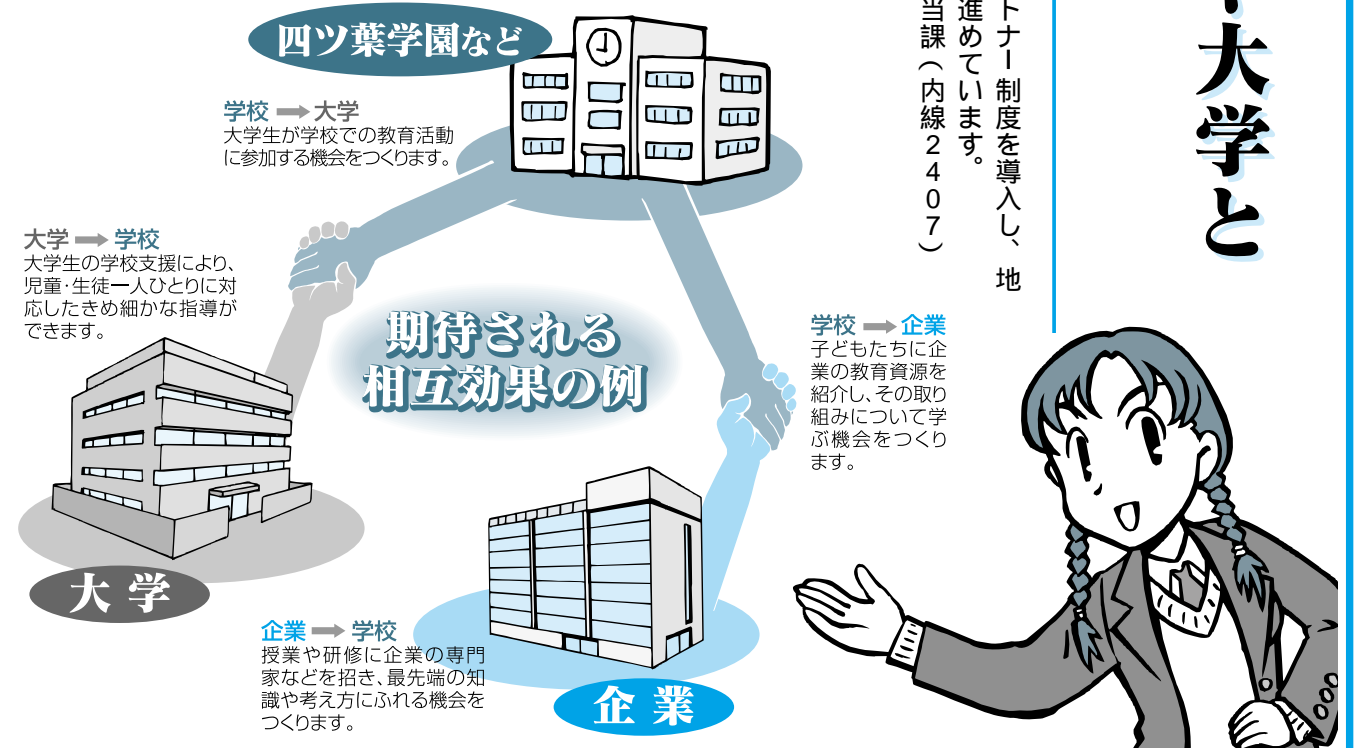 ・大学と
トナー制度を導入し、地
進めています。
当課（内線２４０７）
四ツ葉学園など
学校 ➡ 大学
大学生が学校での教育活動
に参加する機会をつくります。
大学 ➡ 学校
大学生の学校支援により、
児童・生徒一人ひとりに対
応したきめ細かな指導が
できます。
期待される
相互効果の例
学校 ➡ 企業
子どもたちに企
業の教育資源を
紹介し、その取り
組みについて学
ぶ機会をつくり
ます。
大学
企業 ➡ 学校
授業や研修に企業の専門
家などを招き、最先端の知
識や考え方にふれる機会を
つくります。
企業